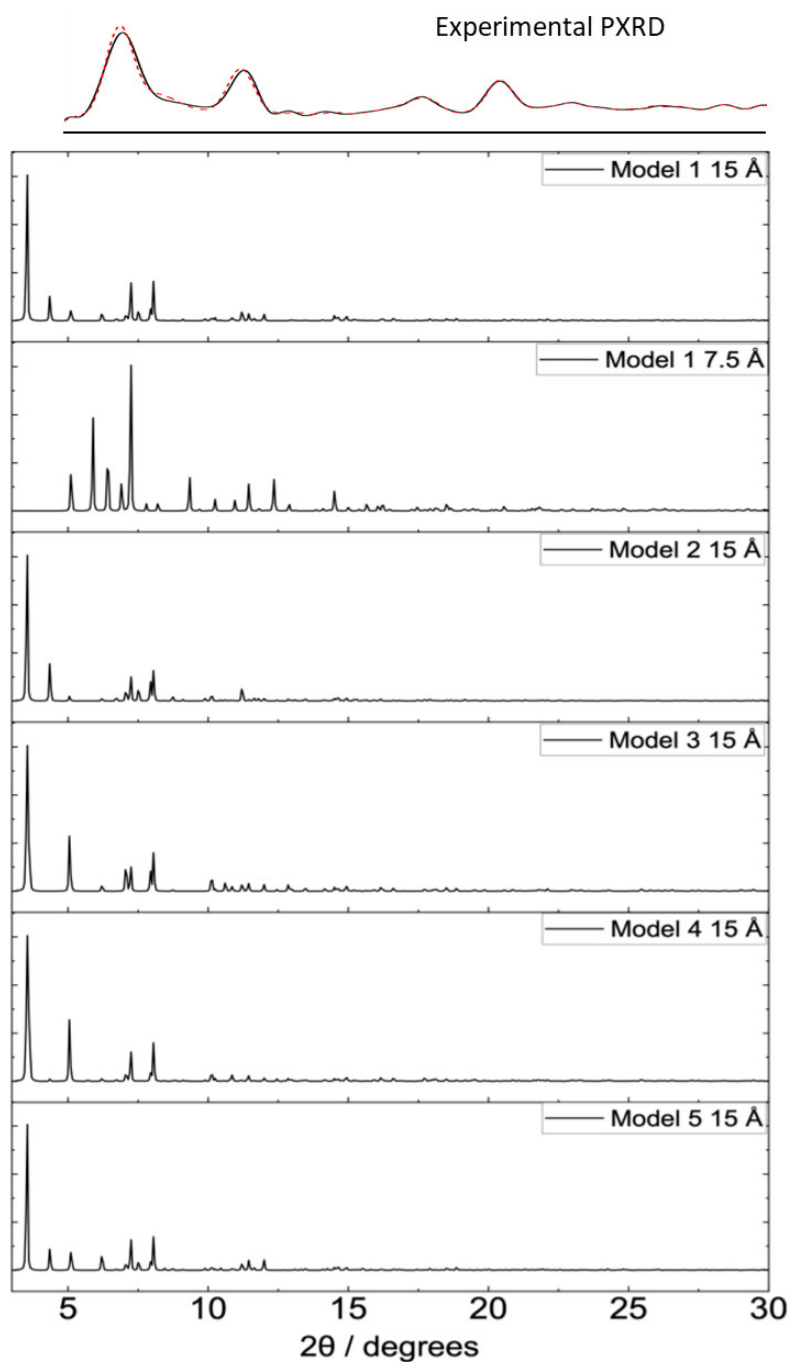 Experimental PXRD
Model 1 15 Å
Model 1 7.5 Å
Model 2 15 Å
Model 3 15 Å
Model 4 15 Å
Model 5 15 Å
5 10 15 20 25 30
2θ / degrees